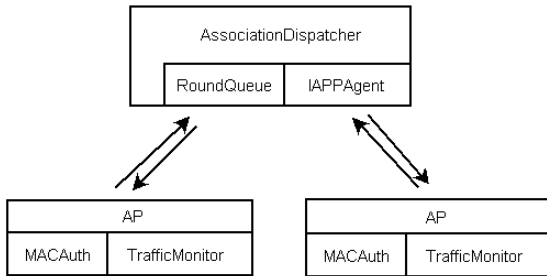 AssociationDispatcher
RoundQueue IAPPAgent
AP AP
MACAuth TrafficMonitor MACAuth TrafficMonitor